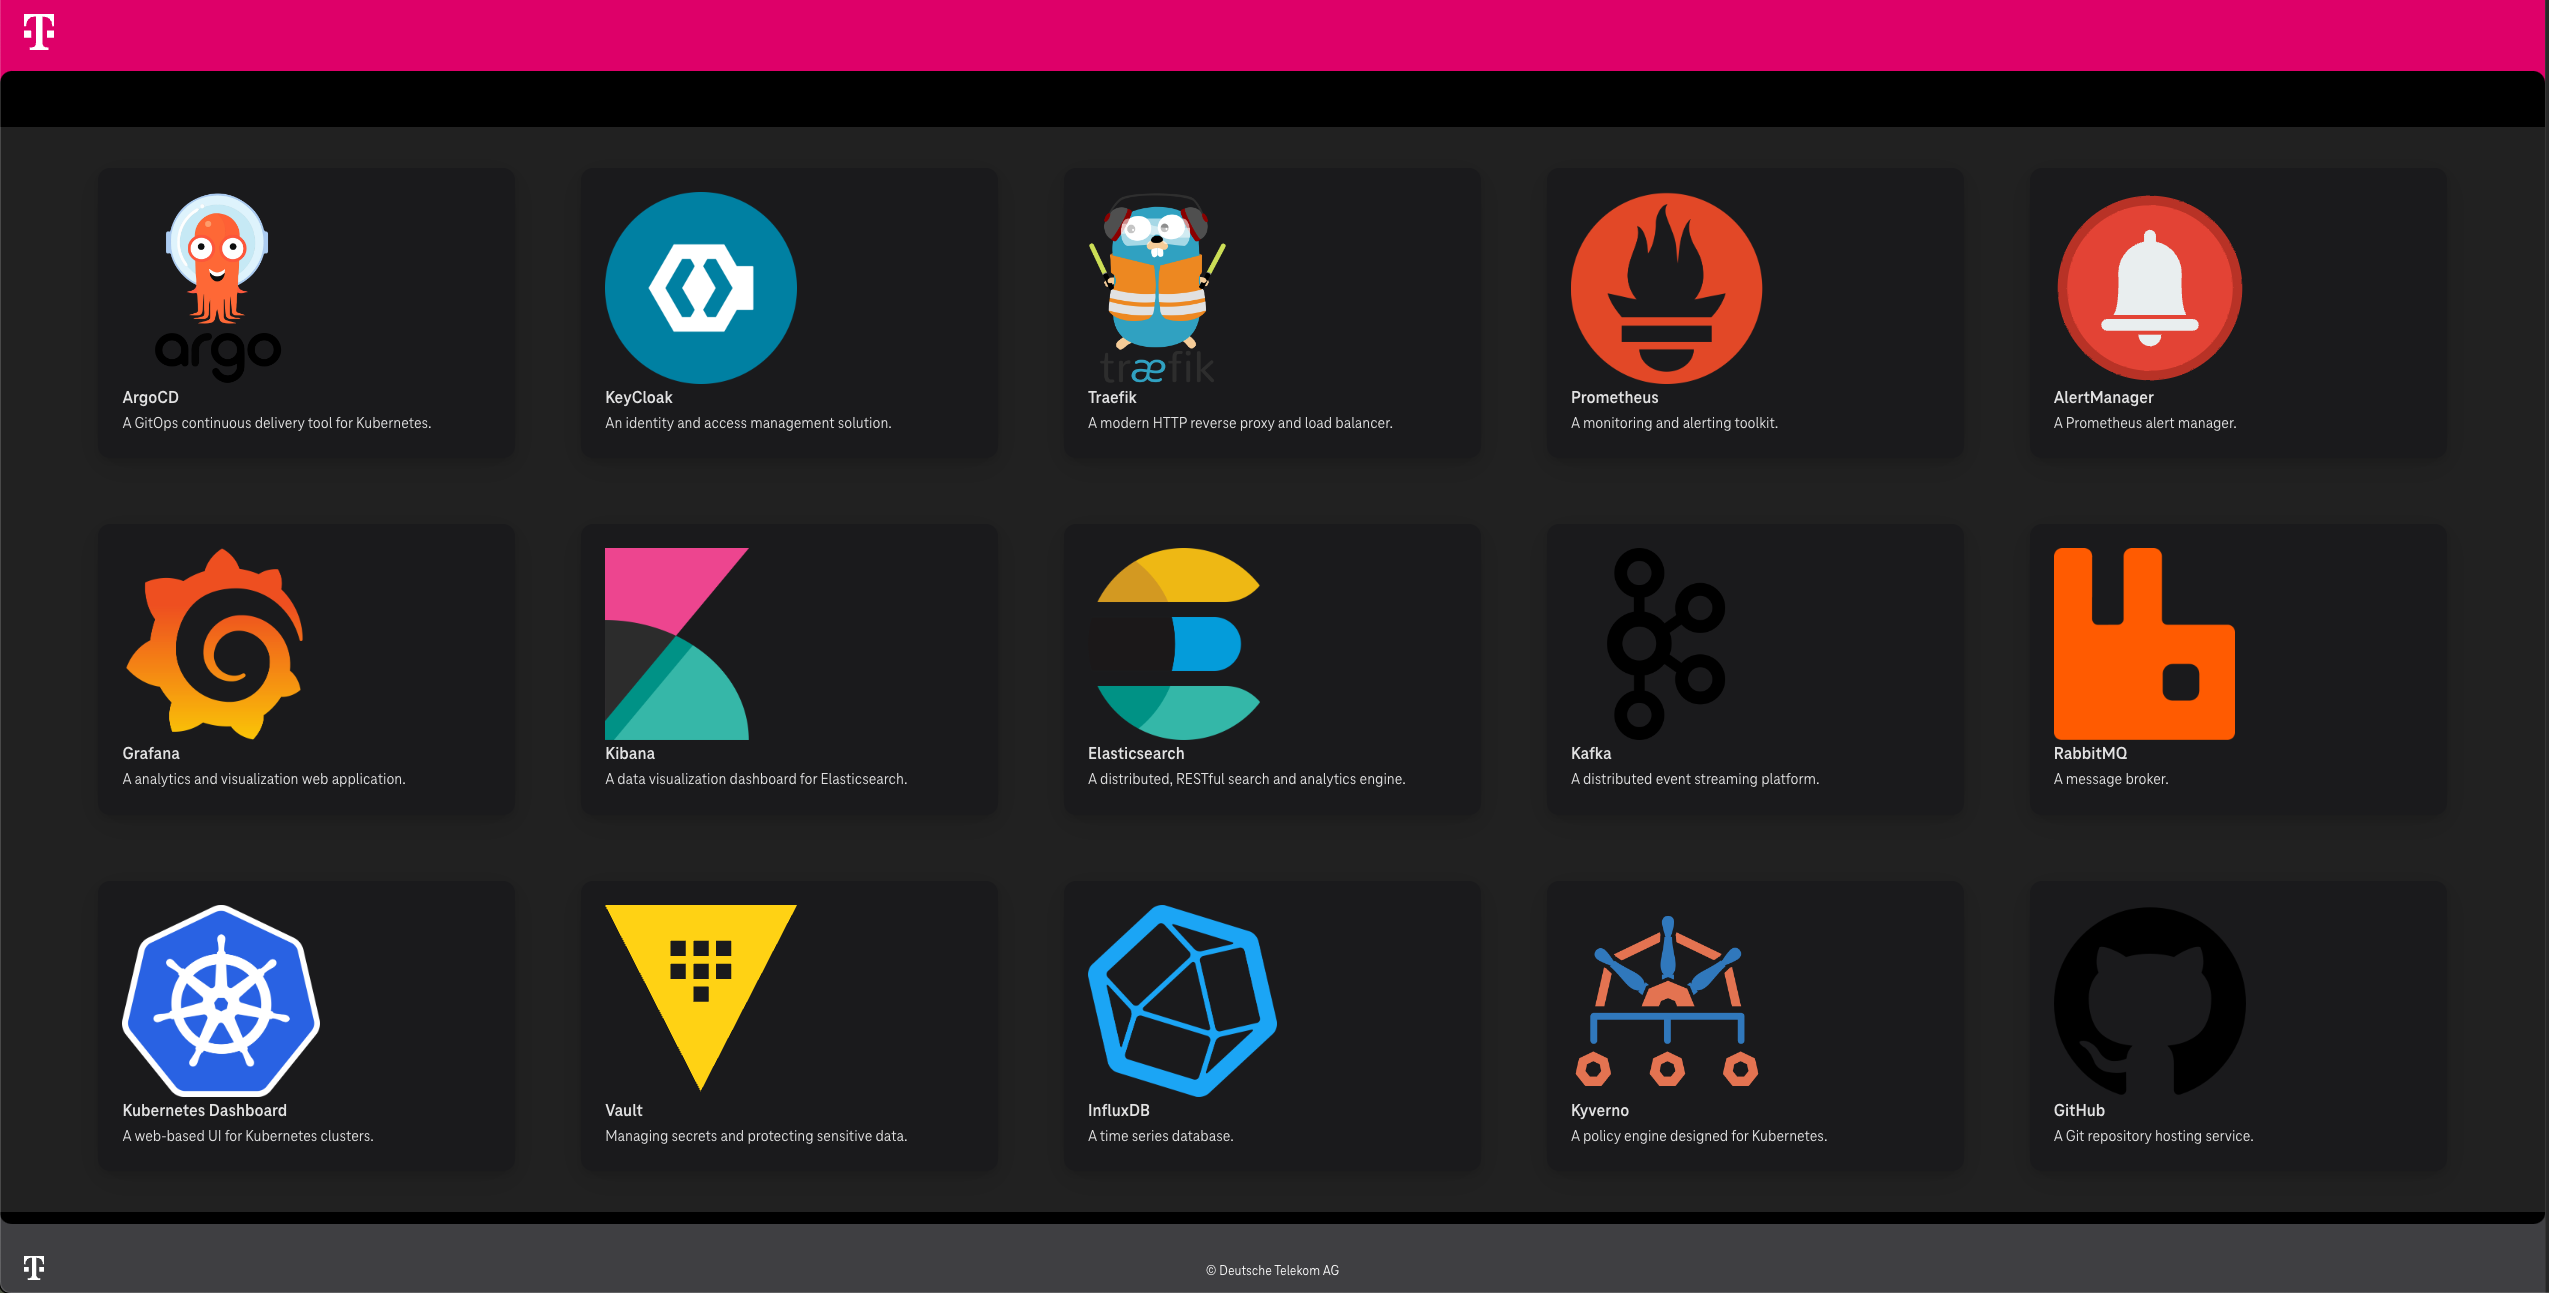 T
argo
ArgoCD
A GitOps continuous delivery tool for Kubernetes.
KeyCloak
An identity and access management solution.
træfik
Traefik
A modern HTTP reverse proxy and load balancer.
Prometheus
A monitoring and alerting toolkit.
AlertManager
A Prometheus alert manager.
Grafana
A analytics and visualization web application.
Kibana
A data visualization dashboard for Elasticsearch.
Elasticsearch
A distributed, RESTful search and analytics engine.
Kafka
A distributed event streaming platform.
RabbitMQ
A message broker.
Kubernetes Dashboard
A web-based UI for Kubernetes clusters.
Vault
Managing secrets and protecting sensitive data.
InfluxDB
A time series database.
Kyverno
A policy engine designed for Kubernetes.
GitHub
A Git repository hosting service.
T
© Deutsche Telekom AG